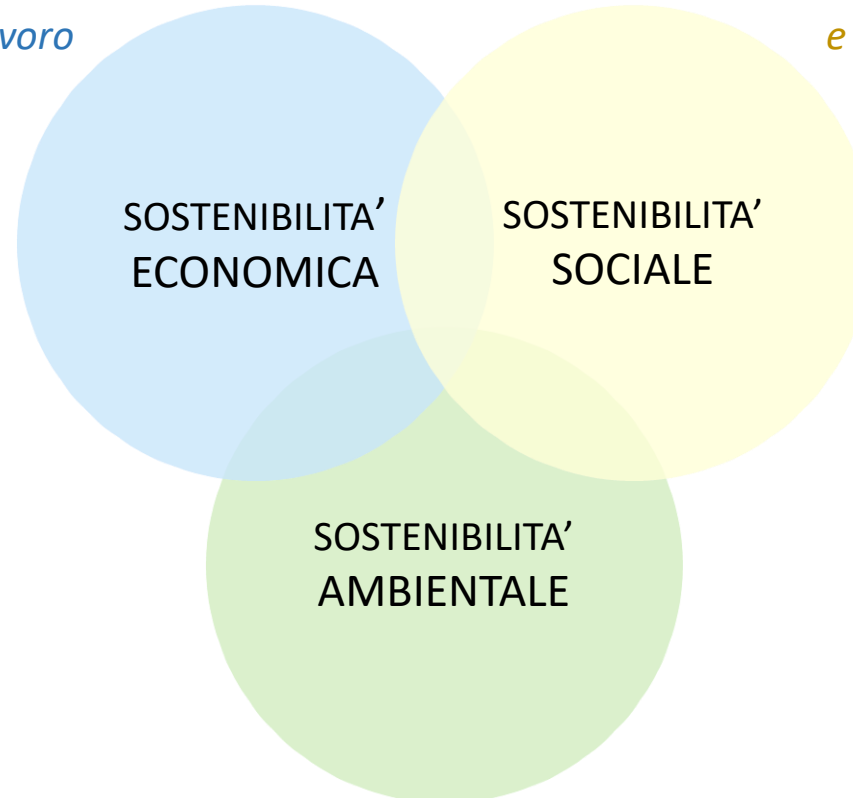 voro
e
SOSTENIBILITA’
ECONOMICA
SOSTENIBILITA’
SOCIALE
SOSTENIBILITA’
AMBIENTALE